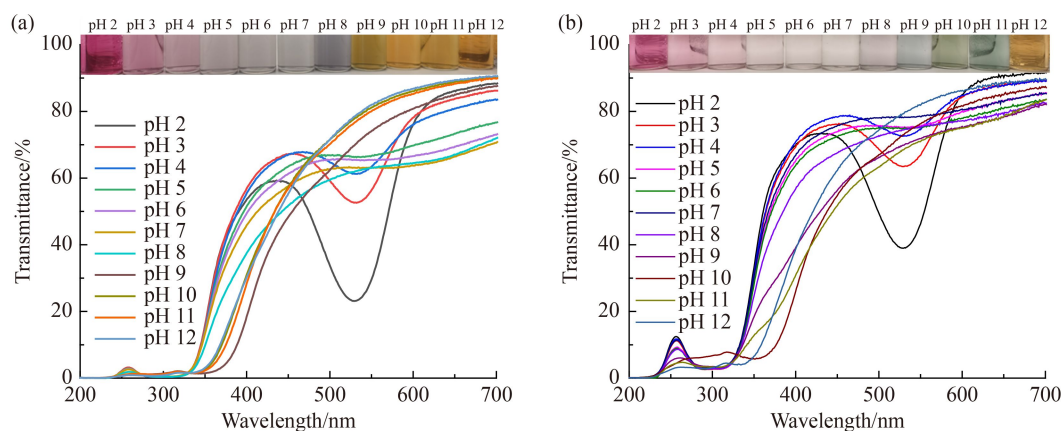 (a)
pH 2 pH 3 pH 4 pH 5 pH 6 pH 7 pH 8 pH 9 pH 10 pH 11 pH 12
100
80
60
40
20
0
Transmittance/%
pH 2
pH 3
pH 4
pH 5
pH 6
pH 7
pH 8
pH 9
pH 10
pH 11
pH 12
200 300 400 500 600 700
Wavelength/nm
(b)
pH 2 pH 3 pH 4 pH 5 pH 6 pH 7 pH 8 pH 9 pH 10 pH 11 pH 12
100
80
60
40
20
0
Transmittance/%
pH 2
pH 3
pH 4
pH 5
pH 6
pH 7
pH 8
pH 9
pH 10
pH 11
pH 12
200 300 400 500 600 700
Wavelength/nm